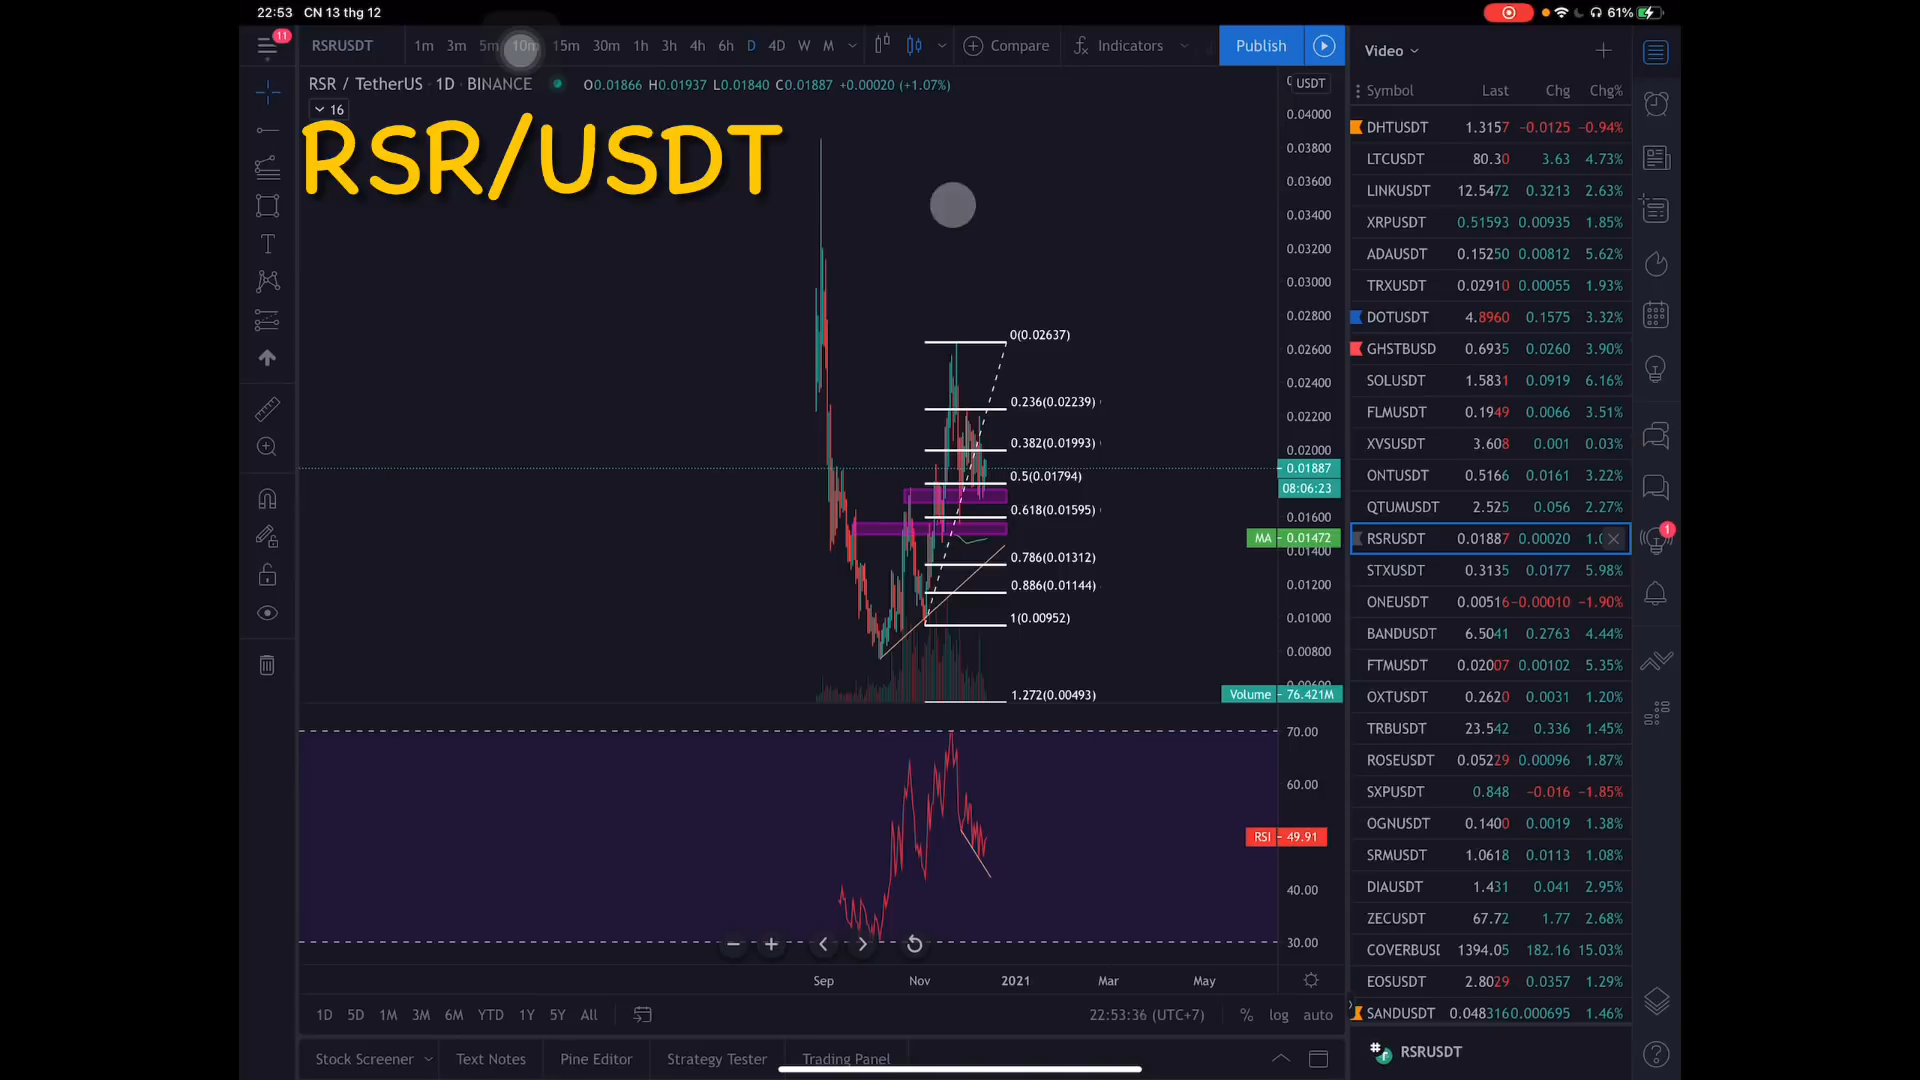 22:53 CN 13 thg 12
61%
11
RSRUSDT 1m 3m 5m 10m 15m 30m 1h 3h 4h 6h D 4D W M Compare Indicators Publish
Video
RSR / TetherUS 1D BINANCE O0.01866 H0.01937 L0.01840 C0.01887 +0.00020 (+1.07%)
USDT
16
RSR/USDT
0.04000
0.03800
0.03600
0.03400
0.03200
0.03000
0.02800
0.02600
0.02400
0.02200
0.02000
0.01887
08:06:23
0.01600
MA 0.01472
0.01400
0.01200
0.01000
0.00800
0.00600
Volume 76.421M
0(0.02637)
0.236(0.02239)
0.382(0.01993)
0.5(0.01794)
0.618(0.01595)
0.786(0.01312)
0.886(0.01144)
1(0.00952)
1.272(0.00493)
70.00
60.00
RSI 49.91
40.00
30.00
Sep Nov 2021 Mar May
1D 5D 1M 3M 6M YTD 1Y 5Y All 22:53:36 (UTC+7) % log auto
Stock Screener Text Notes Pine Editor Strategy Tester Trading Panel
Symbol Last Chg Chg%
DHTUSDT 1.3157 −0.0125 −0.94%
LTCUSDT 80.30 3.63 4.73%
LINKUSDT 12.5472 0.3213 2.63%
XRPUSDT 0.51593 0.00935 1.85%
ADAUSDT 0.15250 0.00812 5.62%
TRXUSDT 0.02910 0.00055 1.93%
DOTUSDT 4.8960 0.1575 3.32%
GHSTBUSD 0.6935 0.0260 3.90%
SOLUSDT 1.5831 0.0919 6.16%
FLMUSDT 0.1949 0.0066 3.51%
XVSUSDT 3.608 0.001 0.03%
ONTUSDT 0.5166 0.0161 3.22%
QTUMUSDT 2.525 0.056 2.27%
RSRUSDT 0.01887 0.00020 1.0
1
STXUSDT 0.3135 0.0177 5.98%
ONEUSDT 0.00516 −0.00010 −1.90%
BANDUSDT 6.5041 0.2763 4.44%
FTMUSDT 0.02007 0.00102 5.35%
OXTUSDT 0.2620 0.0031 1.20%
TRBUSDT 23.542 0.336 1.45%
ROSEUSDT 0.05229 0.00096 1.87%
SXPUSDT 0.848 −0.016 −1.85%
OGNUSDT 0.1400 0.0019 1.38%
SRMUSDT 1.0618 0.0113 1.08%
DIAUSDT 1.431 0.041 2.95%
ZECUSDT 67.72 1.77 2.68%
COVERBUSD 1394.05 182.16 15.03%
EOSUSDT 2.8029 0.0357 1.29%
SANDUSDT 0.048316 0.000695 1.46%
RSRUSDT